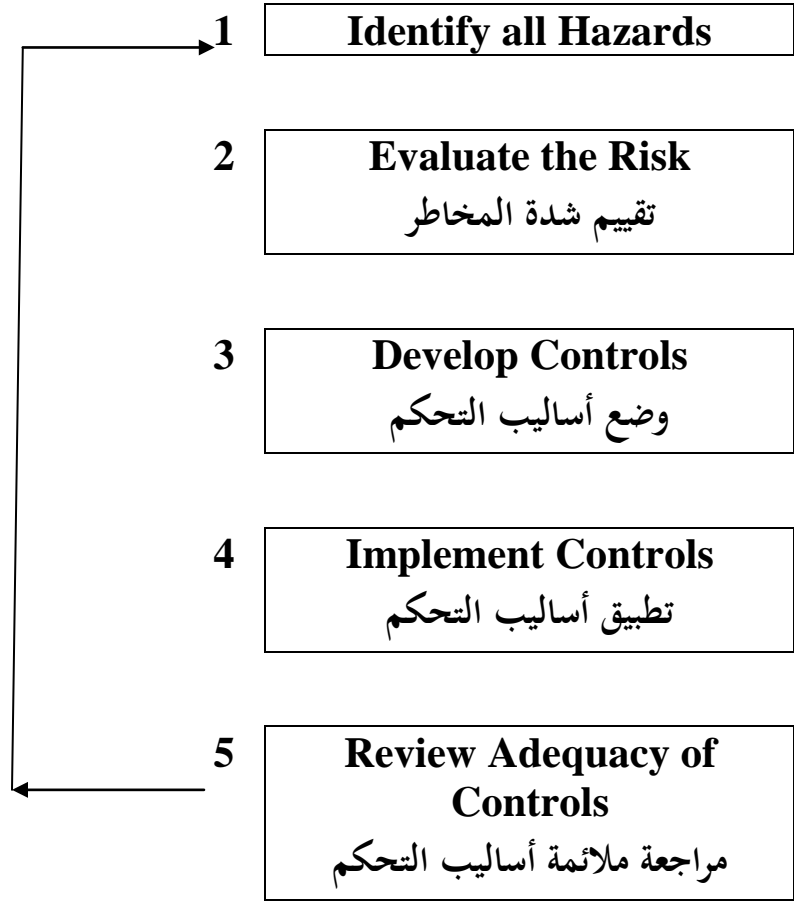 1 Identify all Hazards
2 Evaluate the Risk
تقييم شدة المخاطر
3 Develop Controls
وضع أساليب التحكم
4 Implement Controls
تطبيق أساليب التحكم
5 Review Adequacy of
Controls
مراجعة ملائمة أساليب التحكم